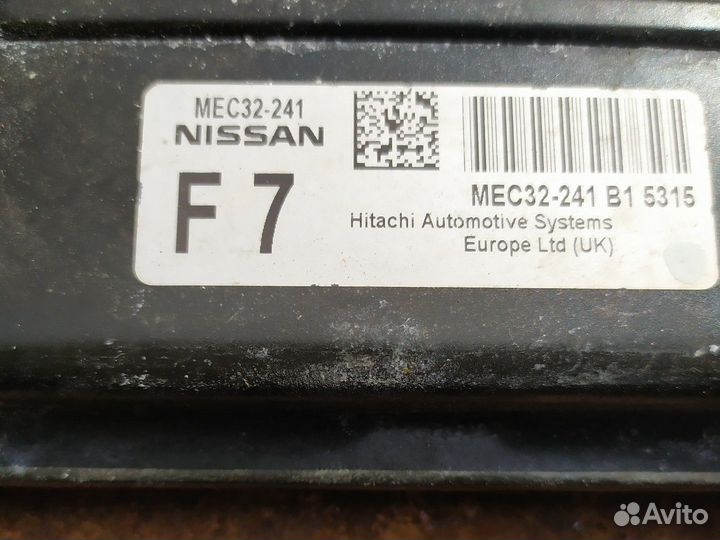 MEC32-241
NISSAN
F 7
MEC32-241 B1 5315
Hitachi Automotive Systems
Europe Ltd (UK)
Avito